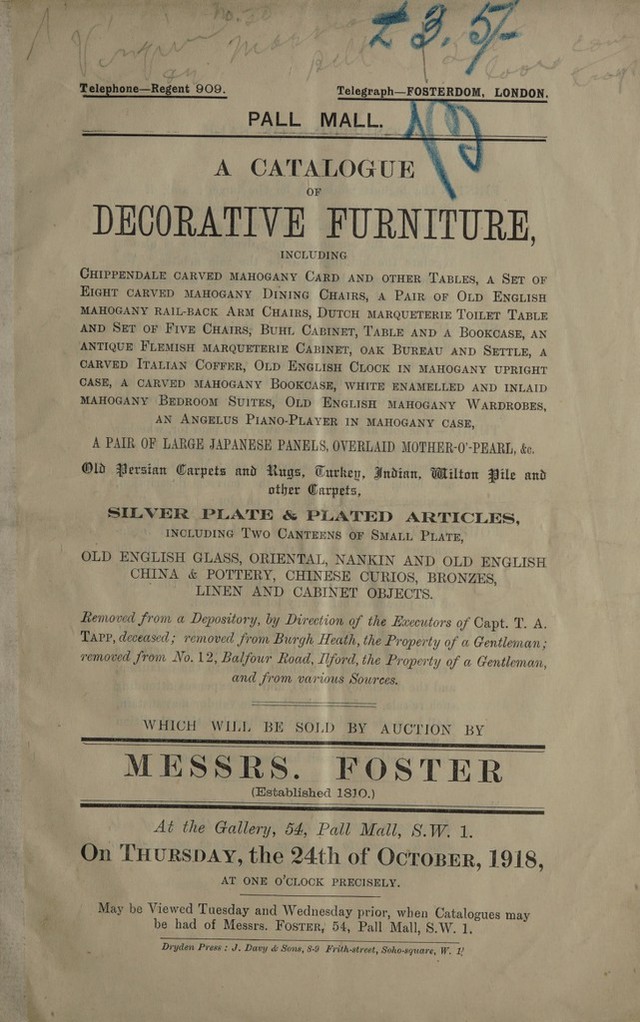 £3.5/-
Telephone—Regent 909. Telegraph—FOSTERDOM, LONDON.
PALL MALL.
A CATALOGUE
OF
DECORATIVE FURNITURE,
INCLUDING
CHIPPENDALE CARVED MAHOGANY CARD AND OTHER TABLES, A SET OF
EIGHT CARVED MAHOGANY DINING CHAIRS, A PAIR OF OLD ENGLISH
MAHOGANY RAIL-BACK ARM CHAIRS, DUTCH MARQUETERIE TOILET TABLE
AND SET OF FIVE CHAIRS; BUHL CABINET, TABLE AND A BOOKCASE, AN
ANTIQUE FLEMISH MARQUETERIE CABINET, OAK BUREAU AND SETTLE, A
CARVED ITALIAN COFFER, OLD ENGLISH CLOCK IN MAHOGANY UPRIGHT
CASE, A CARVED MAHOGANY BOOKCASE, WHITE ENAMELLED AND INLAID
MAHOGANY BEDROOM SUITES, OLD ENGLISH MAHOGANY WARDROBES,
AN ANGELUS PIANO-PLAYER IN MAHOGANY CASE,
A PAIR OF LARGE JAPANESE PANELS, OVERLAID MOTHER-O'-PEARL, &c.
Old Persian Carpets and Rugs, Turkey, Indian, Wilton Pile and
other Carpets,
SILVER PLATE & PLATED ARTICLES,
INCLUDING TWO CANTEENS OF SMALL PLATE,
OLD ENGLISH GLASS, ORIENTAL, NANKIN AND OLD ENGLISH
CHINA & POTTERY, CHINESE CURIOS, BRONZES,
LINEN AND CABINET OBJECTS.
Removed from a Depository, by Direction of the Executors of Capt. T. A.
TAPP, deceased; removed from Burgh Heath, the Property of a Gentleman;
removed from No. 12, Balfour Road, Ilford, the Property of a Gentleman,
and from various Sources.
WHICH WILL BE SOLD BY AUCTION BY
MESSRS. FOSTER
(Established 1810.)
At the Gallery, 54, Pall Mall, S.W. 1.
On THURSDAY, the 24th of OCTOBER, 1918,
AT ONE O'CLOCK PRECISELY.
May be Viewed Tuesday and Wednesday prior, when Catalogues may
be had of Messrs. FOSTER, 54, Pall Mall, S.W. 1.
Dryden Press: J. Davy & Sons, 8-9 Frith-street, Soho-square, W. 1.